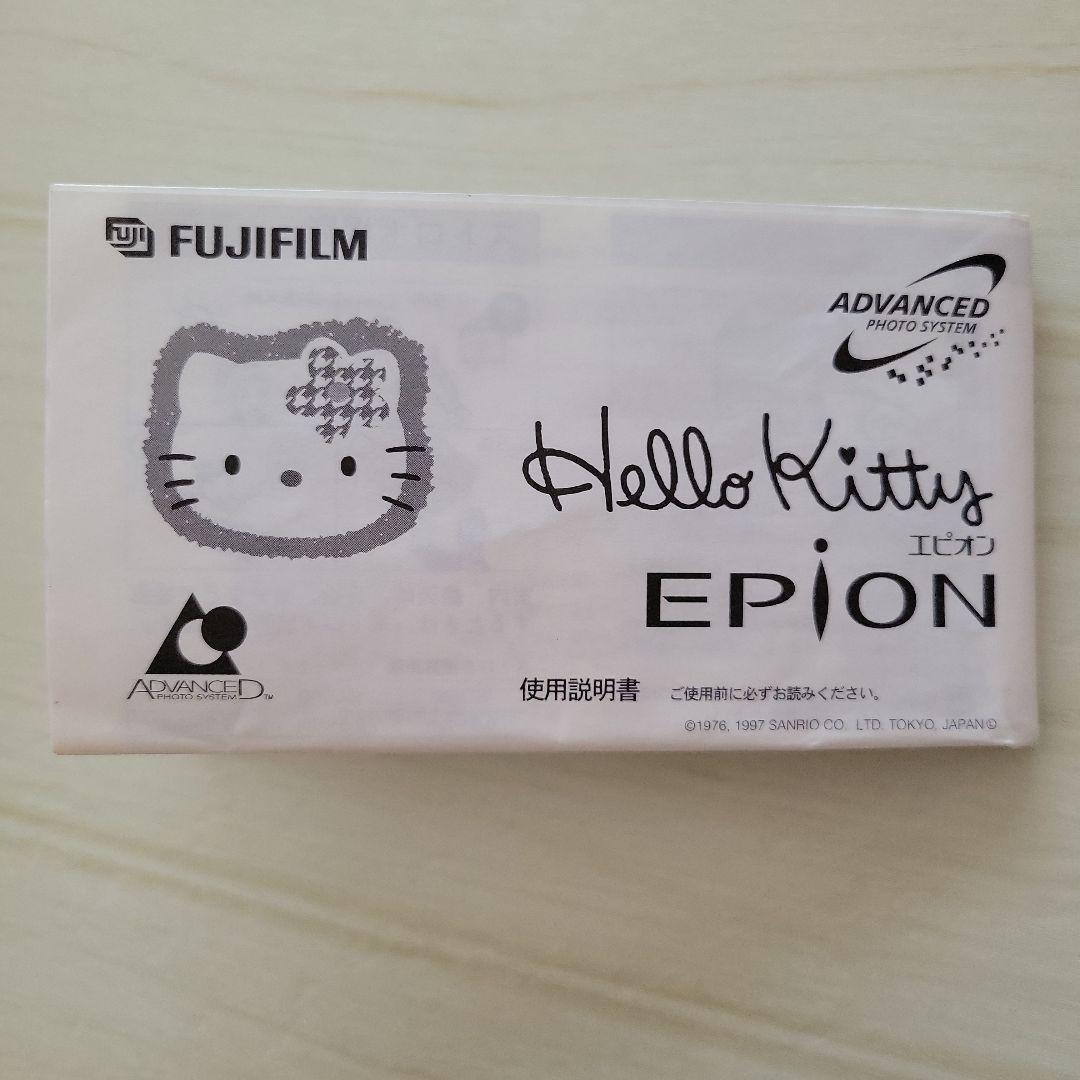 FUJI FUJIFILM
ADVANCED
PHOTO SYSTEM
Hello Kitty
エピオン
EPiON
ADVANCED™
PHOTO SYSTEM
使用説明書 ご使用前に必ずお読みください。
©1976, 1997 SANRIO CO. LTD. TOKYO, JAPAN Ⓛ